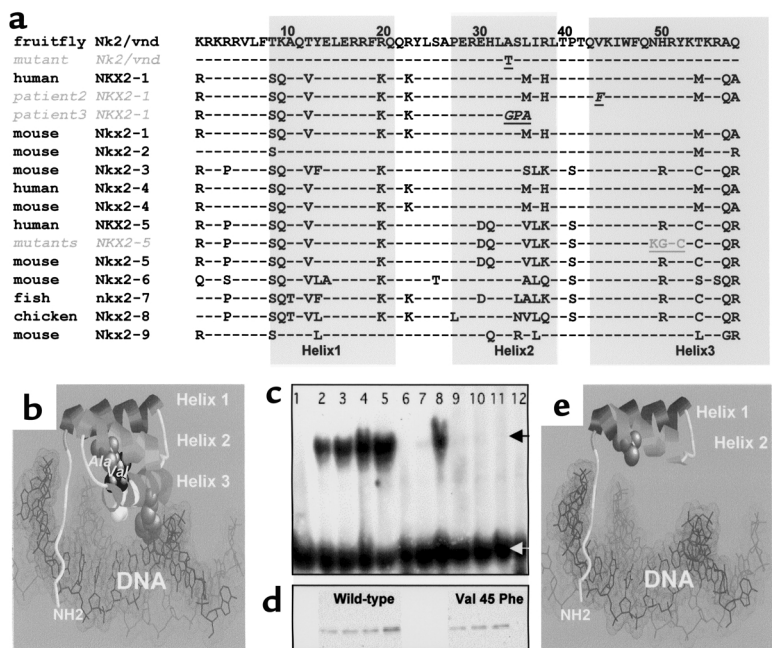 a
10 20 30 40 50
fruitfly Nk2/vnd KRKRRVLFTKAQTYELERRFRQQRYLSAPEREHLASLIRLTPTQVKIWFQNHRYKTKRAQ
mutant Nk2/vnd ----------------------------------T-------------------------
human NKX2-1 R-------SQ--V-------K--K------------M-H----------------M--QA
patient2 NKX2-1 R-------SQ--V-------K--K------------M-H-----F----------M--QA
patient3 NKX2-1 R-------SQ--V-------K--K----------GPA------------------M--QA
mouse Nkx2-1 R-------SQ--V-------K--K------------M-H----------------M--QA
mouse Nkx2-2 --------S----------------------------------------------M---R
mouse Nkx2-3 R--P----SQ--VF------K---------------SLK--S---------R---C--QR
human Nkx2-4 R-------SQ--V-------K--K------------M-H----------------M--QA
mouse Nkx2-4 R-------SQ--V-------K--K------------M-H----------------M--QA
human NKX2-5 R--P----SQ--V-------K----------DQ---VLK--S---------R---C--QR
mutants NKX2-5 R--P----SQ--V-------K----------DQ---VLK--S--------KG-C-C--QR
mouse Nkx2-5 R--P----SQ--V-------K----------DQ---VLK--S---------R---C--QR
mouse Nkx2-6 Q--S----SQ--VLA-----K-----T---------ALQ------------R---S-SQR
fish nkx2-7 ---P----SQT-VF------K--K-------D---LALK--S---------R---C--QR
chicken Nkx2-8 ---P----SQT-VL------K--K----L------NVLQ--S---------R---C--QR
mouse Nkx2-9 R-------S----L------------------Q--R-L-----------------L--GR
Helix1 Helix2 Helix3
b
Helix 1
Helix 2
Helix 3
Ala
Val
DNA
NH2
c
1 2 3 4 5 6 7 8 9 10 11 12
d
Wild-type Val 45 Phe
e
Helix 1
Helix 2
DNA
NH2